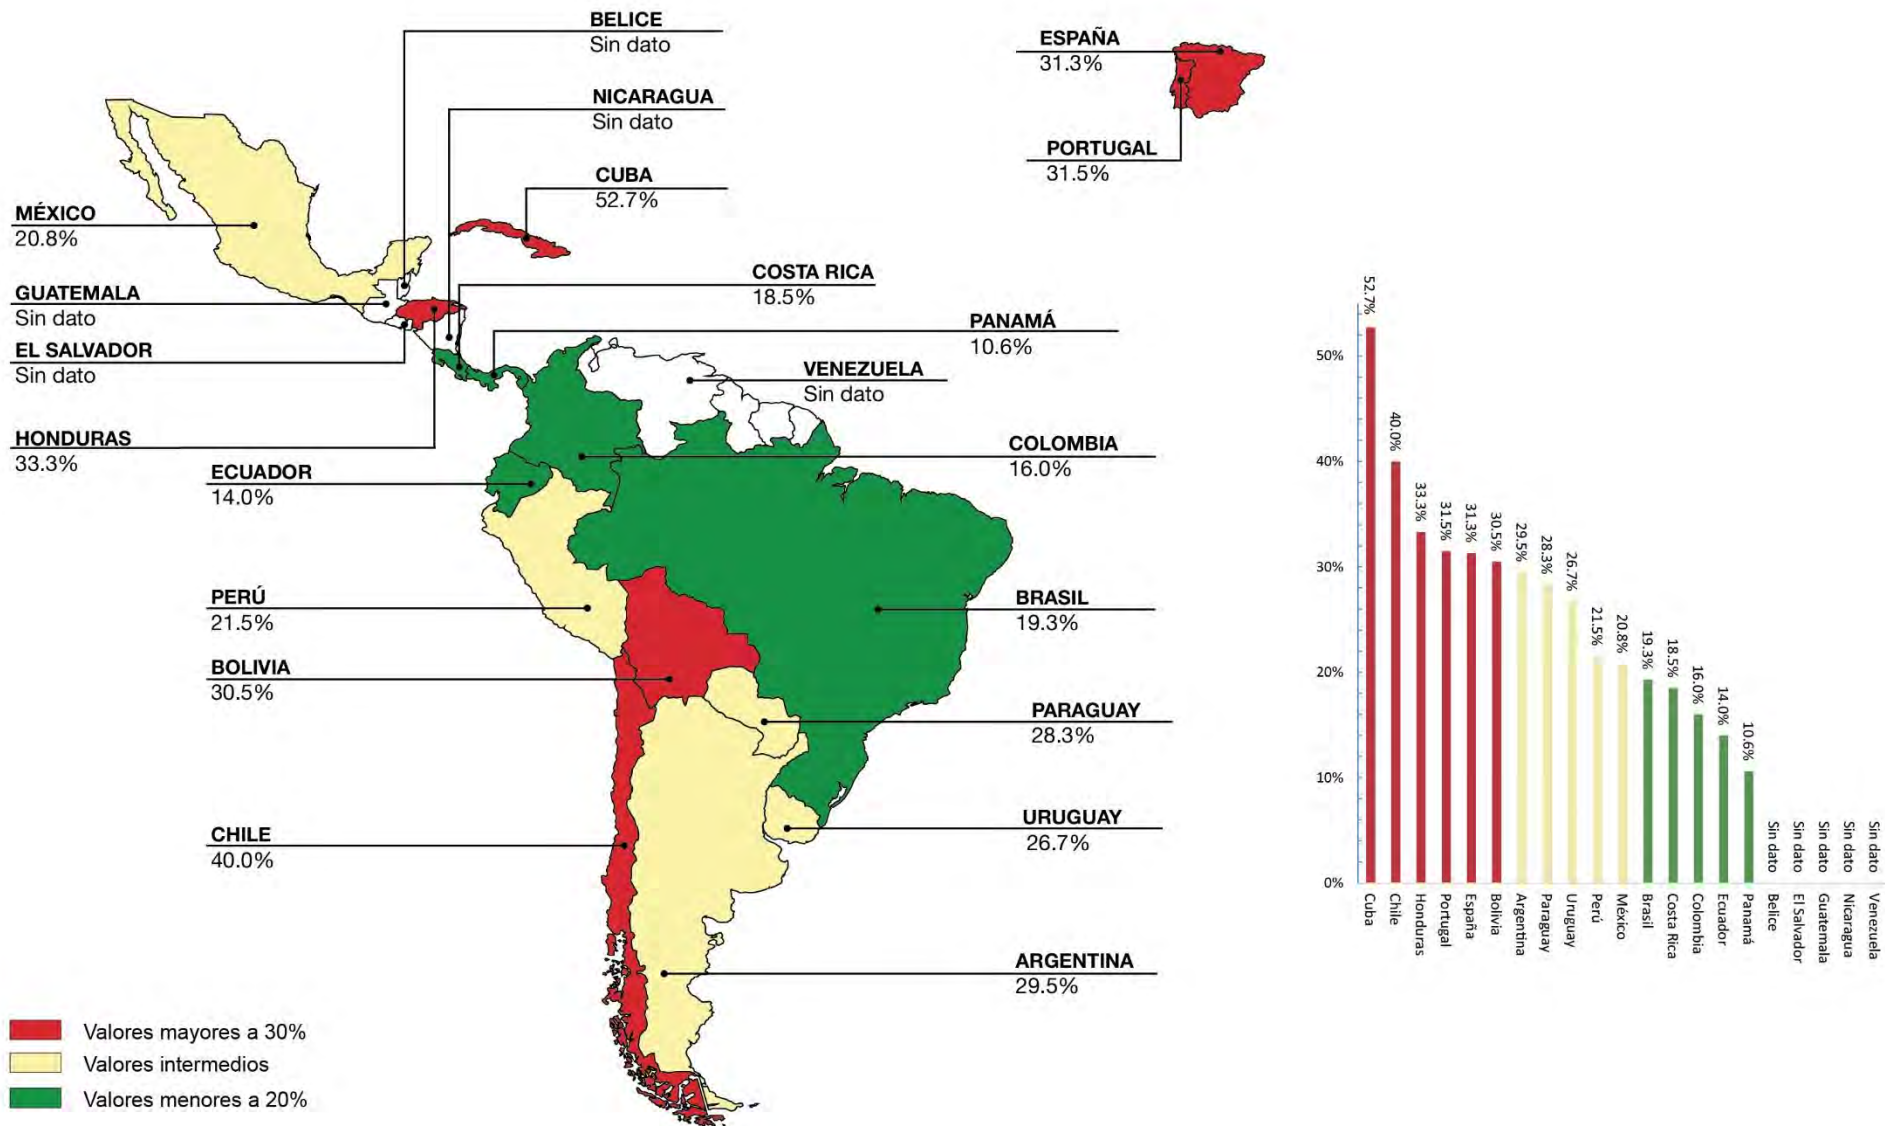 BELICE
Sin dato
NICARAGUA
Sin dato
CUBA
52.7%
ESPAÑA
31.3%
PORTUGAL
31.5%
MÉXICO
20.8%
GUATEMALA
Sin dato
EL SALVADOR
Sin dato
HONDURAS
33.3%
COSTA RICA
18.5%
PANAMÁ
10.6%
VENEZUELA
Sin dato
COLOMBIA
16.0%
ECUADOR
14.0%
PERÚ
21.5%
BRASIL
19.3%
BOLIVIA
30.5%
PARAGUAY
28.3%
URUGUAY
26.7%
CHILE
40.0%
ARGENTINA
29.5%
Valores mayores a 30%
Valores intermedios
Valores menores a 20%
50%
40%
30%
20%
10%
0%
52.7%
40.0%
33.3%
31.5%
31.3%
30.5%
29.5%
28.3%
26.7%
21.5%
20.8%
19.3%
18.5%
16.0%
14.0%
10.6%
Sin dato
Sin dato
Sin dato
Sin dato
Sin dato
Cuba
Chile
Honduras
Portugal
España
Bolivia
Argentina
Paraguay
Uruguay
Perú
México
Brasil
Costa Rica
Colombia
Ecuador
Panamá
Belice
El Salvador
Guatemala
Nicaragua
Venezuela